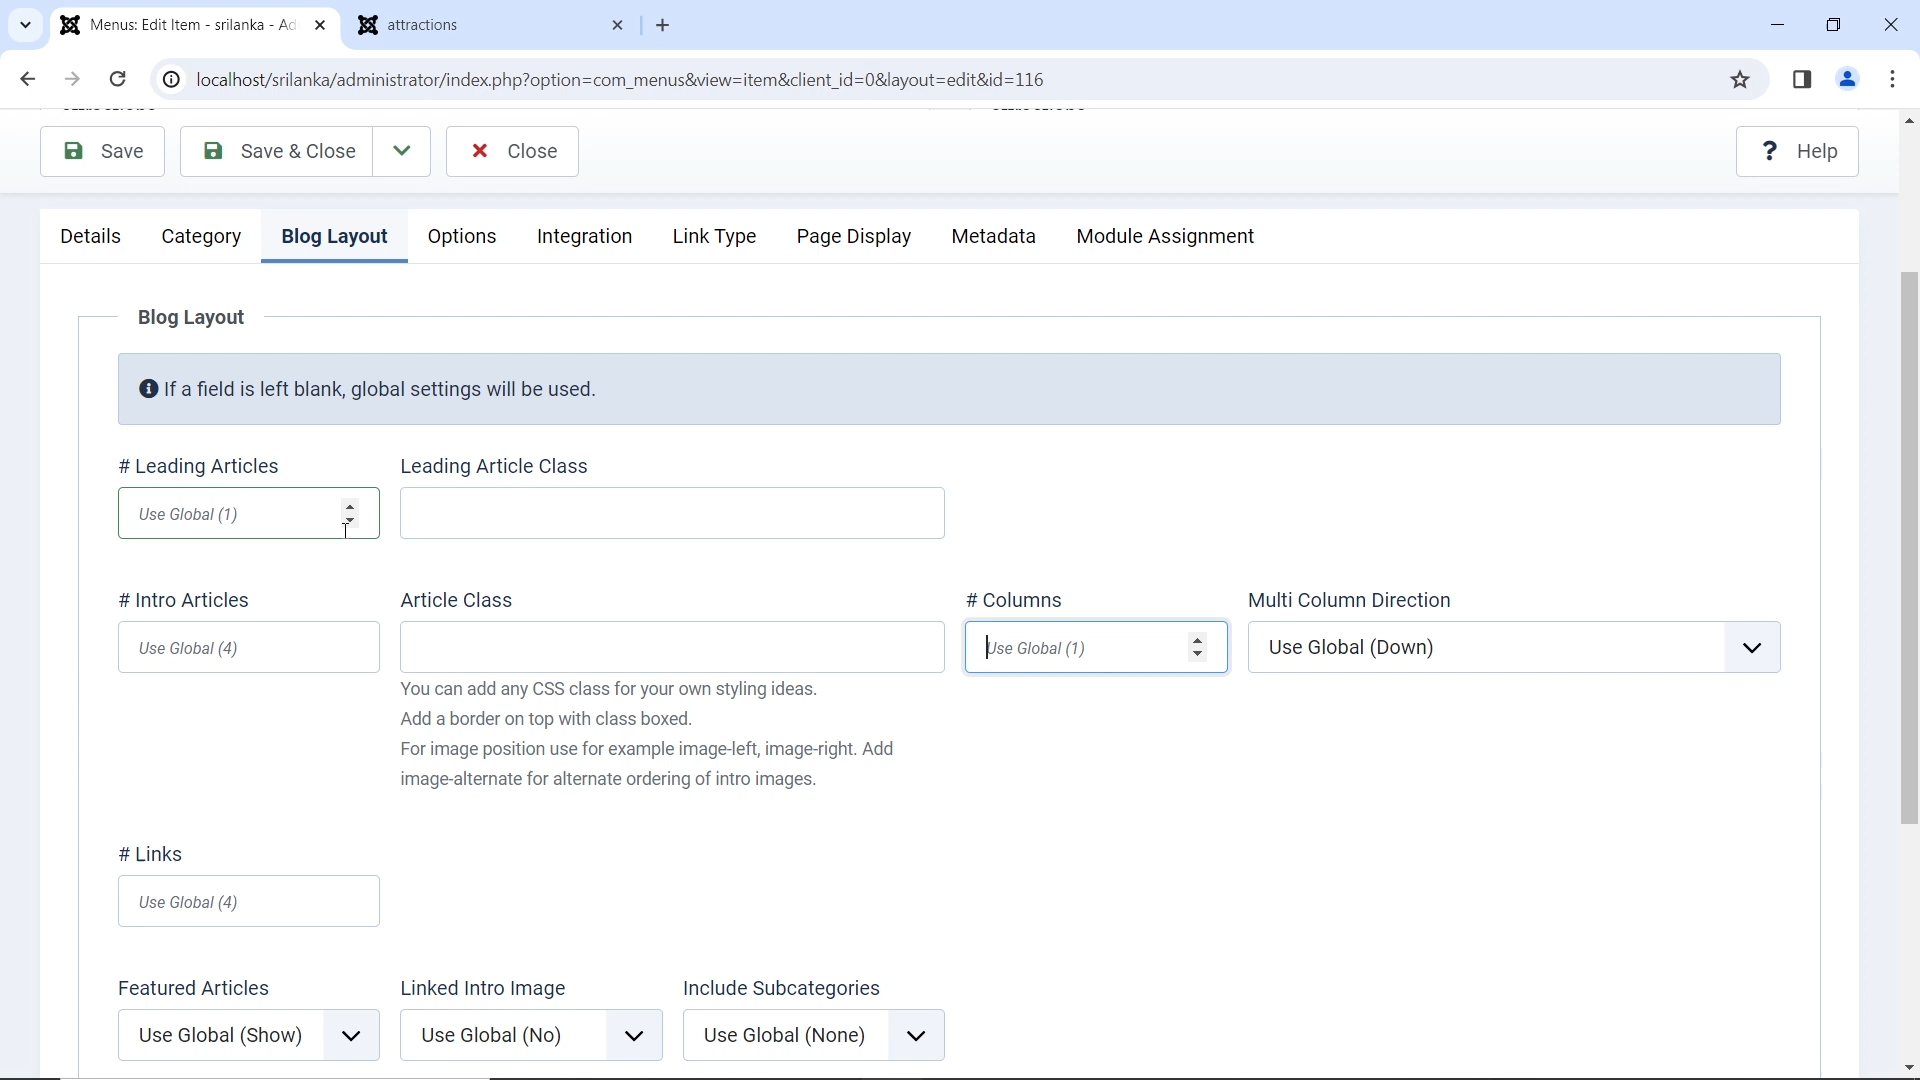 Menus: Edit Item - srilanka - Ad
attractions
localhost/srilanka/administrator/index.php?option=com_menus&view=item&client_id=0&layout=edit&id=116
Save
Save & Close
Close
? Help
Details
Category
Blog Layout
Options
Integration
Link Type
Page Display
Metadata
Module Assignment
Blog Layout
If a field is left blank, global settings will be used.
# Leading Articles
Leading Article Class
Use Global (1)
# Intro Articles
Article Class
# Columns
Multi Column Direction
Use Global (4)
Use Global (1)
Use Global (Down)
You can add any CSS class for your own styling ideas.
Add a border on top with class boxed.
For image position use for example image-left, image-right. Add
image-alternate for alternate ordering of intro images.
# Links
Use Global (4)
Featured Articles
Linked Intro Image
Include Subcategories
Use Global (Show)
Use Global (No)
Use Global (None)